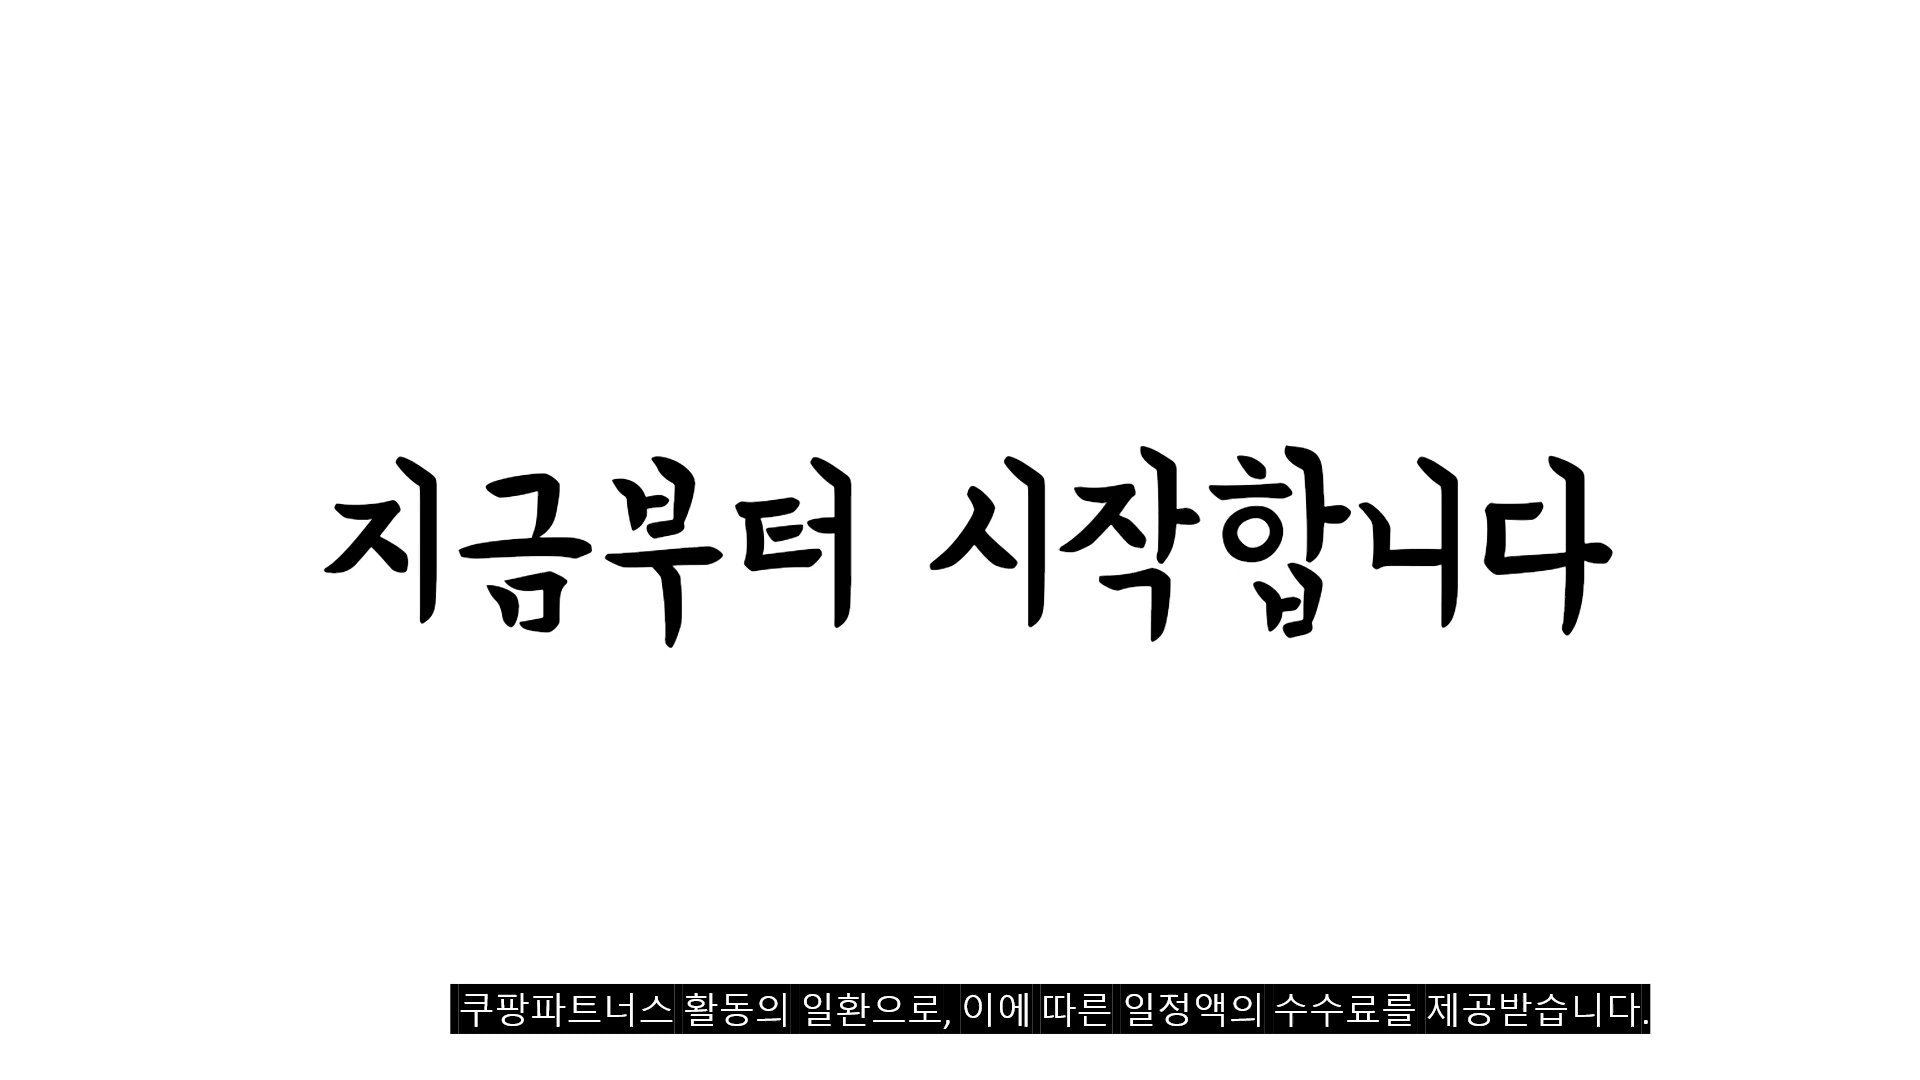 지금부터 시작합니다
쿠팡파트너스 활동의 일환으로, 이에 따른 일정액의 수수료를 제공받습니다.